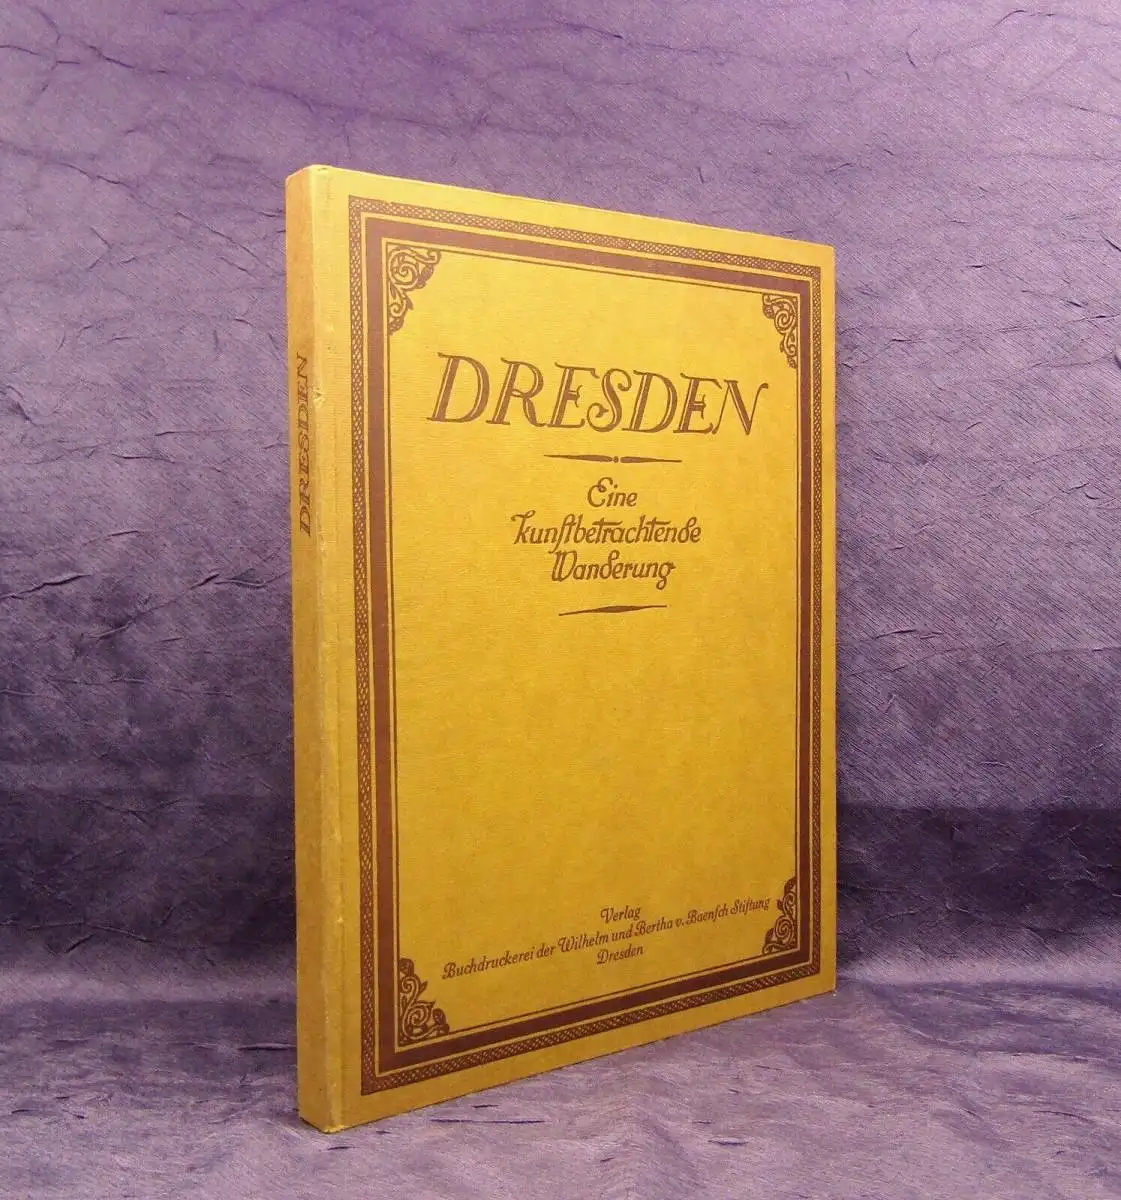 DRESDEN
DRESDEN
Eine
kunſtbetrachtende
Wanderung
Verlag
Buchdruckerei der Wilhelm und Bertha v. Baenſch Stiftung
Dresden